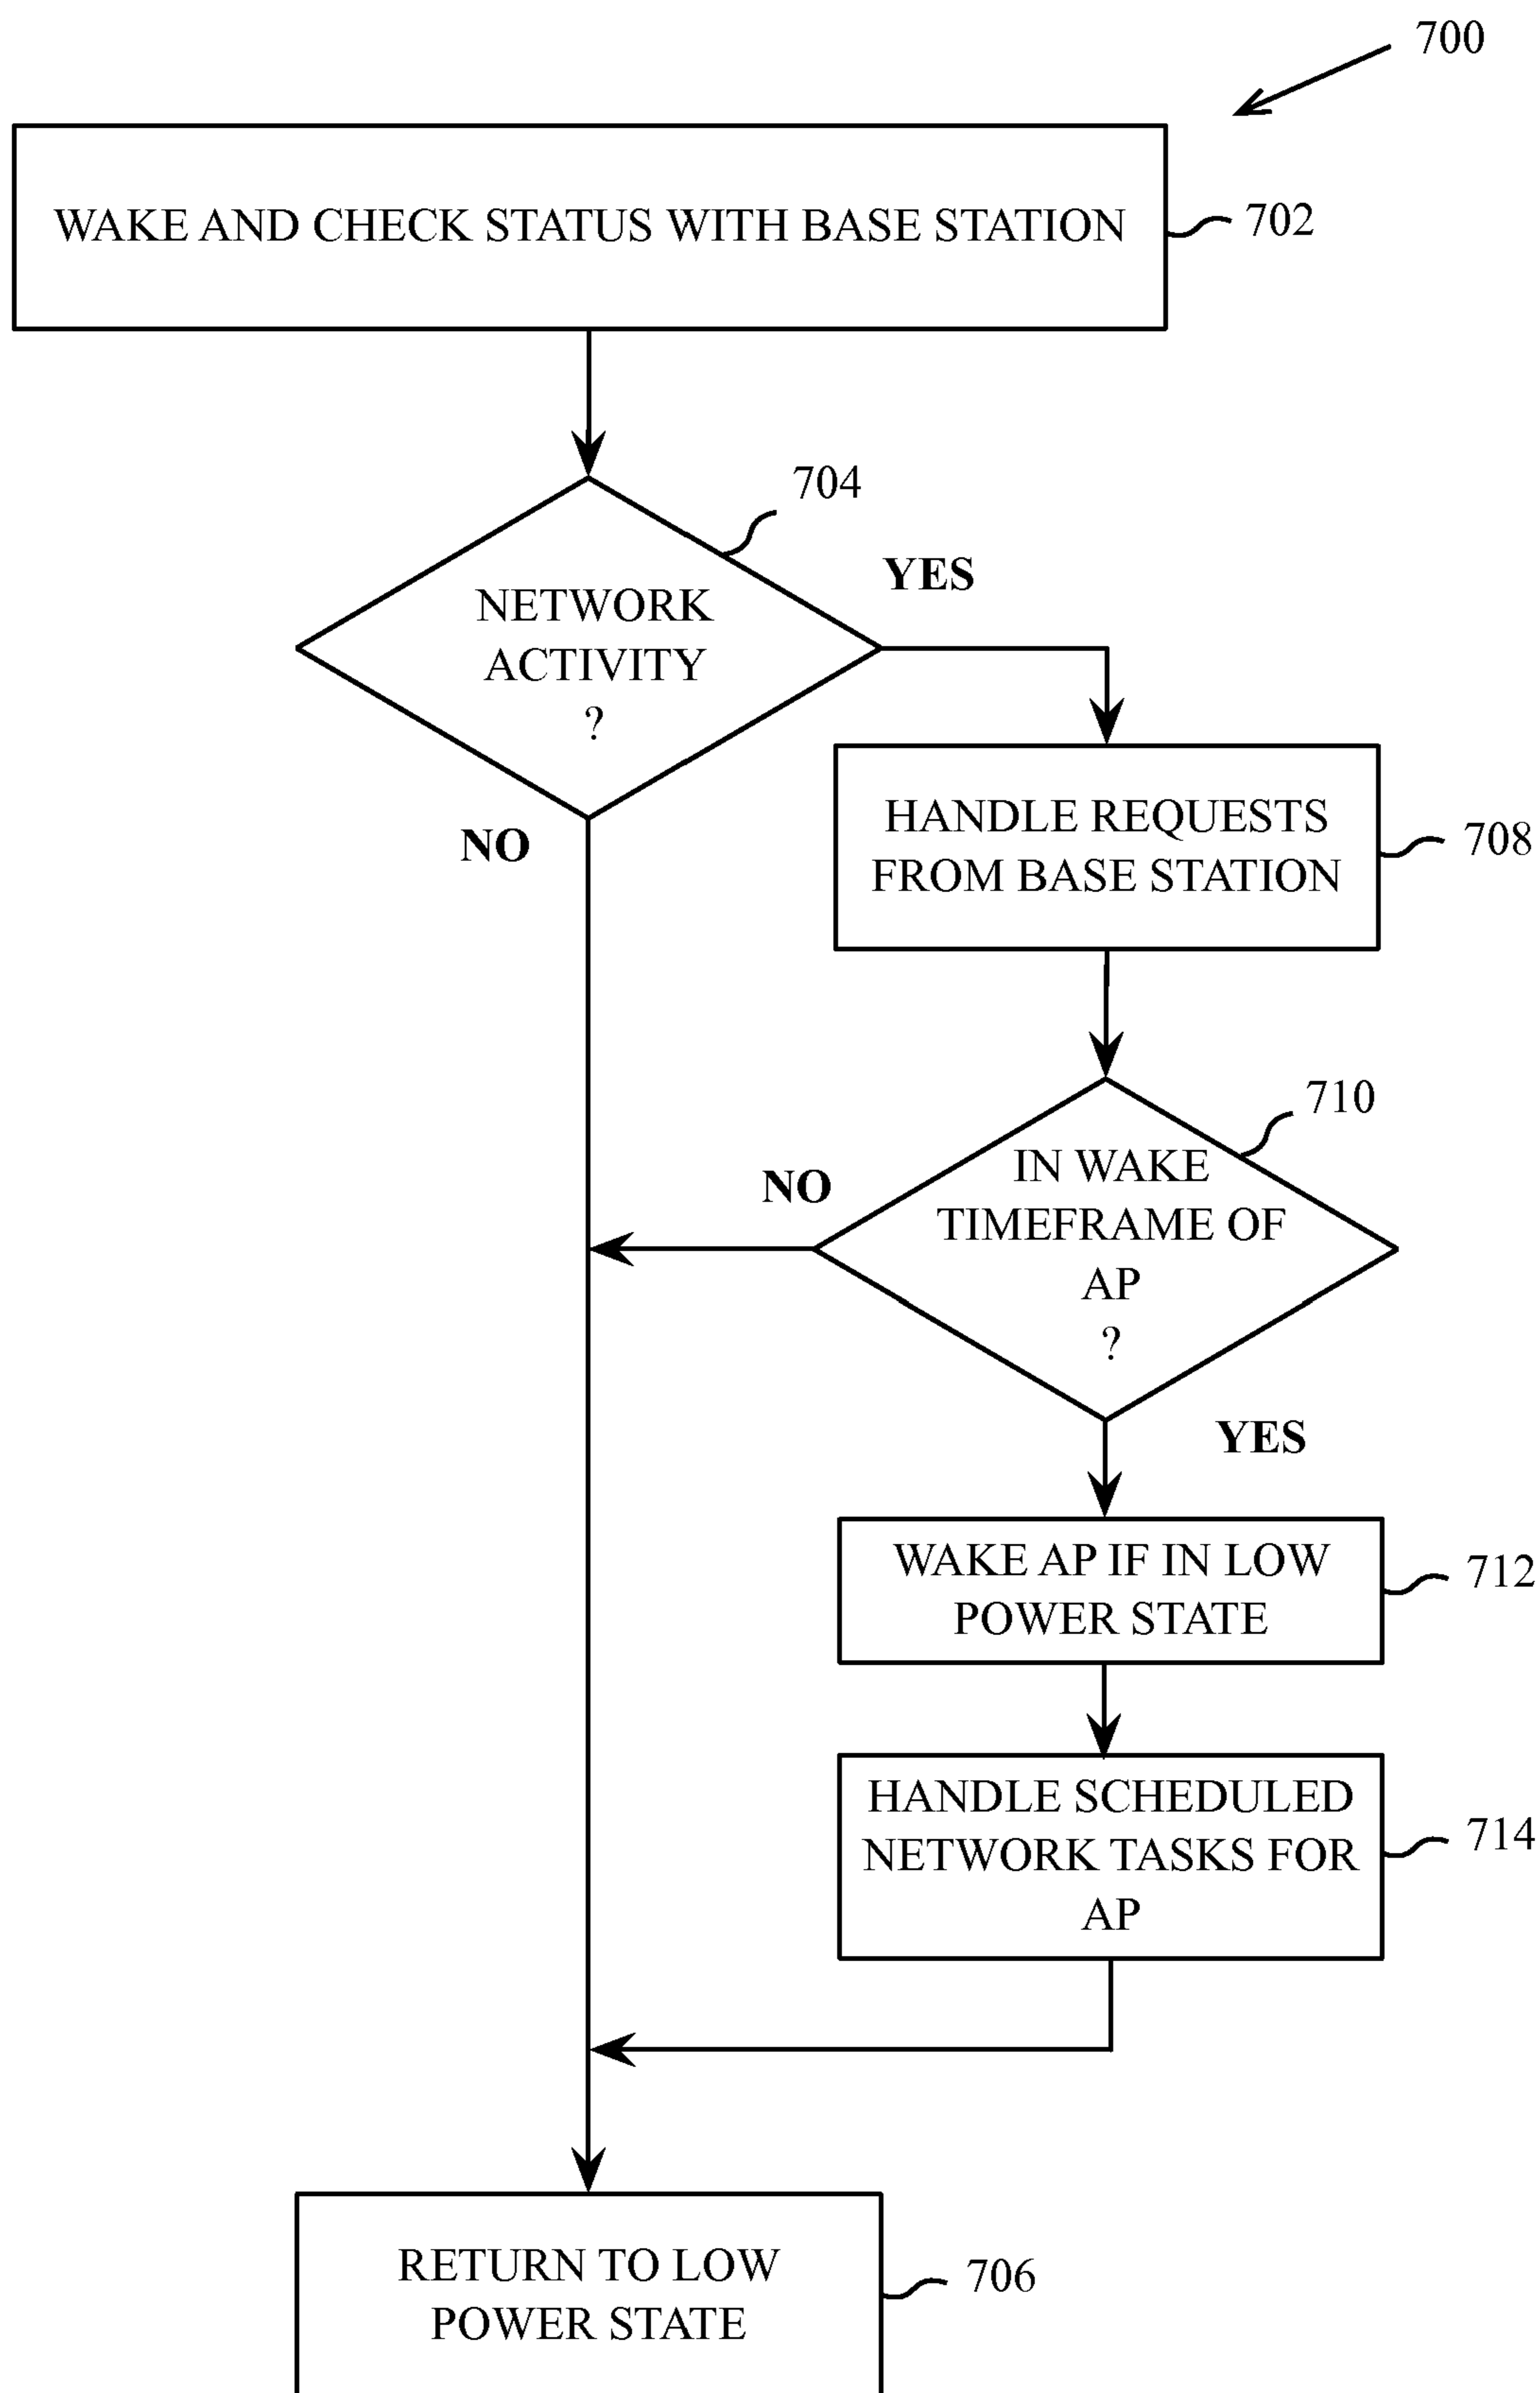 700
WAKE AND CHECK STATUS WITH BASE STATION
702
704
YES
NETWORK
ACTIVITY
?
NO
HANDLE REQUESTS
FROM BASE STATION
708
710
NO
IN WAKE
TIMEFRAME OF
AP
?
YES
WAKE AP IF IN LOW
POWER STATE
712
HANDLE SCHEDULED
NETWORK TASKS FOR
AP
714
RETURN TO LOW
POWER STATE
706